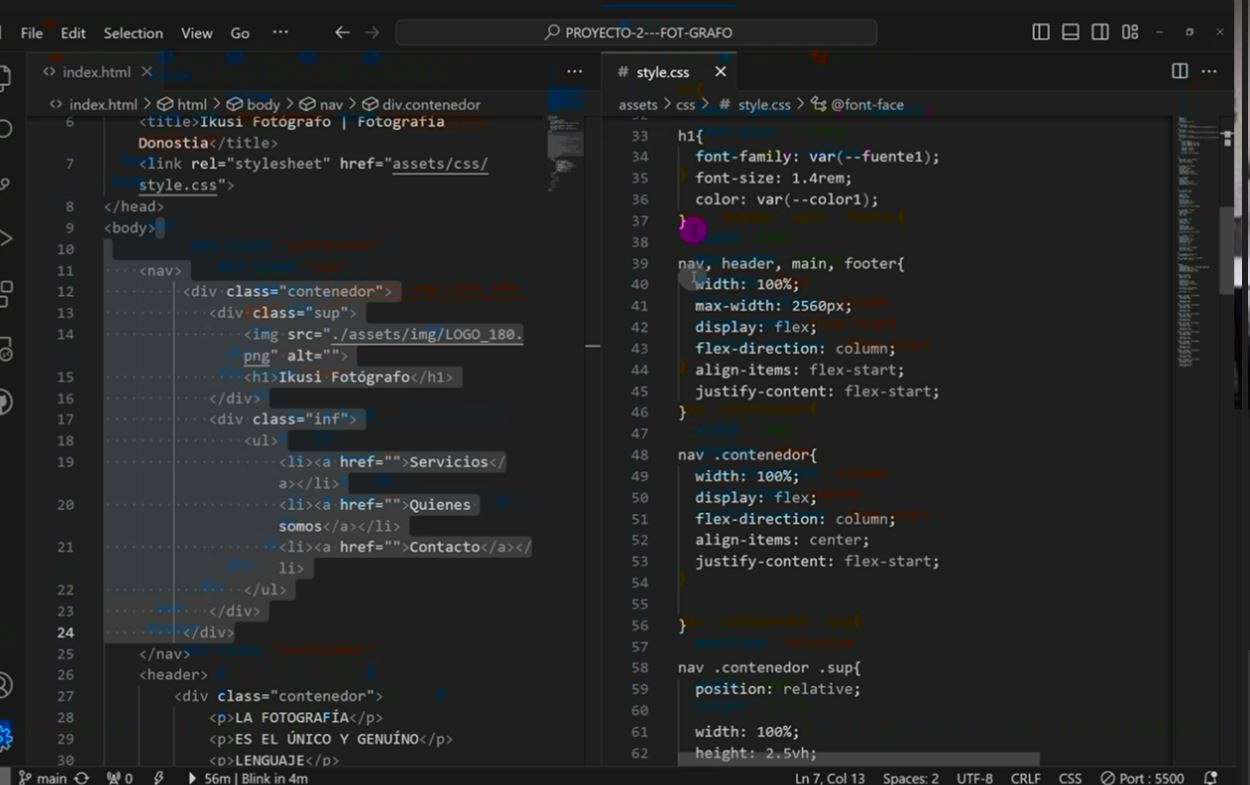 File Edit Selection View Go ··· PROYECTO-2---FOT-GRAFO
index.html
index.html > html > body > nav > div.contenedor
6 <title>Ikusi Fotógrafo | Fotografía
Donostia</title>
7 <link rel="stylesheet" href="assets/css/
style.css">
8 </head>
9 <body>
10
11 <nav>
12 <div class="contenedor">
13 <div class="sup">
14 <img src="./assets/img/LOGO_180.
png" alt="">
15 <h1>Ikusi Fotógrafo</h1>
16 </div>
17 <div class="inf">
18 <ul>
19 <li><a href="">Servicios</
a></li>
20 <li><a href="">Quienes
somos</a></li>
21 <li><a href="">Contacto</a></
li>
22 </ul>
23 </div>
24 </div>
25 </nav>
26 <header>
27 <div class="contenedor">
28 <p>LA FOTOGRAFÍA</p>
29 <p>ES EL ÚNICO Y GENUÍNO</p>
30 <p>LENGUAJE</p>
# style.css
assets > css > # style.css > @font-face
33 h1{
34 font-family: var(--fuente1);
35 font-size: 1.4rem;
36 color: var(--color1);
37 }
38
39 nav, header, main, footer{
40 width: 100%;
41 max-width: 2560px;
42 display: flex;
43 flex-direction: column;
44 align-items: flex-start;
45 justify-content: flex-start;
46 }
47
48 nav .contenedor{
49 width: 100%;
50 display: flex;
51 flex-direction: column;
52 align-items: center;
53 justify-content: flex-start;
54
55
56 }
57
58 nav .contenedor .sup{
59 position: relative;
60
61 width: 100%;
62 height: 2.5vh;
main 0 56m | Blink in 4m Ln 7, Col 13 Spaces: 2 UTF-8 CRLF CSS Port : 5500